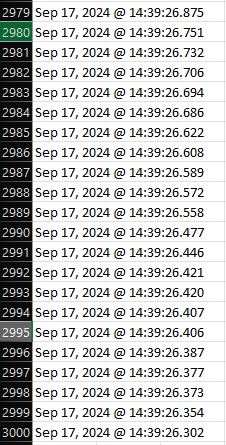 2979 Sep 17, 2024 @ 14:39:26.875
2980 Sep 17, 2024 @ 14:39:26.751
2981 Sep 17, 2024 @ 14:39:26.732
2982 Sep 17, 2024 @ 14:39:26.706
2983 Sep 17, 2024 @ 14:39:26.694
2984 Sep 17, 2024 @ 14:39:26.686
2985 Sep 17, 2024 @ 14:39:26.622
2986 Sep 17, 2024 @ 14:39:26.608
2987 Sep 17, 2024 @ 14:39:26.589
2988 Sep 17, 2024 @ 14:39:26.572
2989 Sep 17, 2024 @ 14:39:26.558
2990 Sep 17, 2024 @ 14:39:26.477
2991 Sep 17, 2024 @ 14:39:26.446
2992 Sep 17, 2024 @ 14:39:26.421
2993 Sep 17, 2024 @ 14:39:26.420
2994 Sep 17, 2024 @ 14:39:26.407
2995 Sep 17, 2024 @ 14:39:26.406
2996 Sep 17, 2024 @ 14:39:26.387
2997 Sep 17, 2024 @ 14:39:26.377
2998 Sep 17, 2024 @ 14:39:26.373
2999 Sep 17, 2024 @ 14:39:26.354
3000 Sep 17, 2024 @ 14:39:26.302